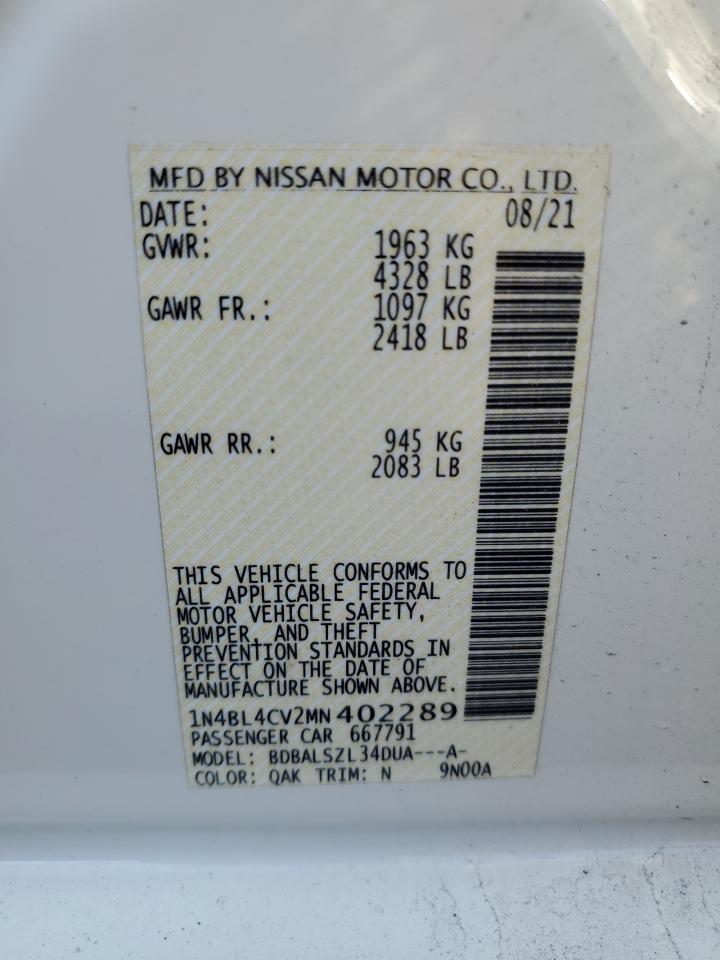 MFD BY NISSAN MOTOR CO., LTD.
DATE: 08/21
GVWR: 1963 KG
4328 LB
GAWR FR.: 1097 KG
2418 LB
GAWR RR.: 945 KG
2083 LB
THIS VEHICLE CONFORMS TO
ALL APPLICABLE FEDERAL
MOTOR VEHICLE SAFETY,
BUMPER, AND THEFT
PREVENTION STANDARDS IN
EFFECT ON THE DATE OF
MANUFACTURE SHOWN ABOVE.
1N4BL4CV2MN402289
PASSENGER CAR 667791
MODEL: BDBALSZL34DUA---A-
COLOR: QAK TRIM: N 9N00A